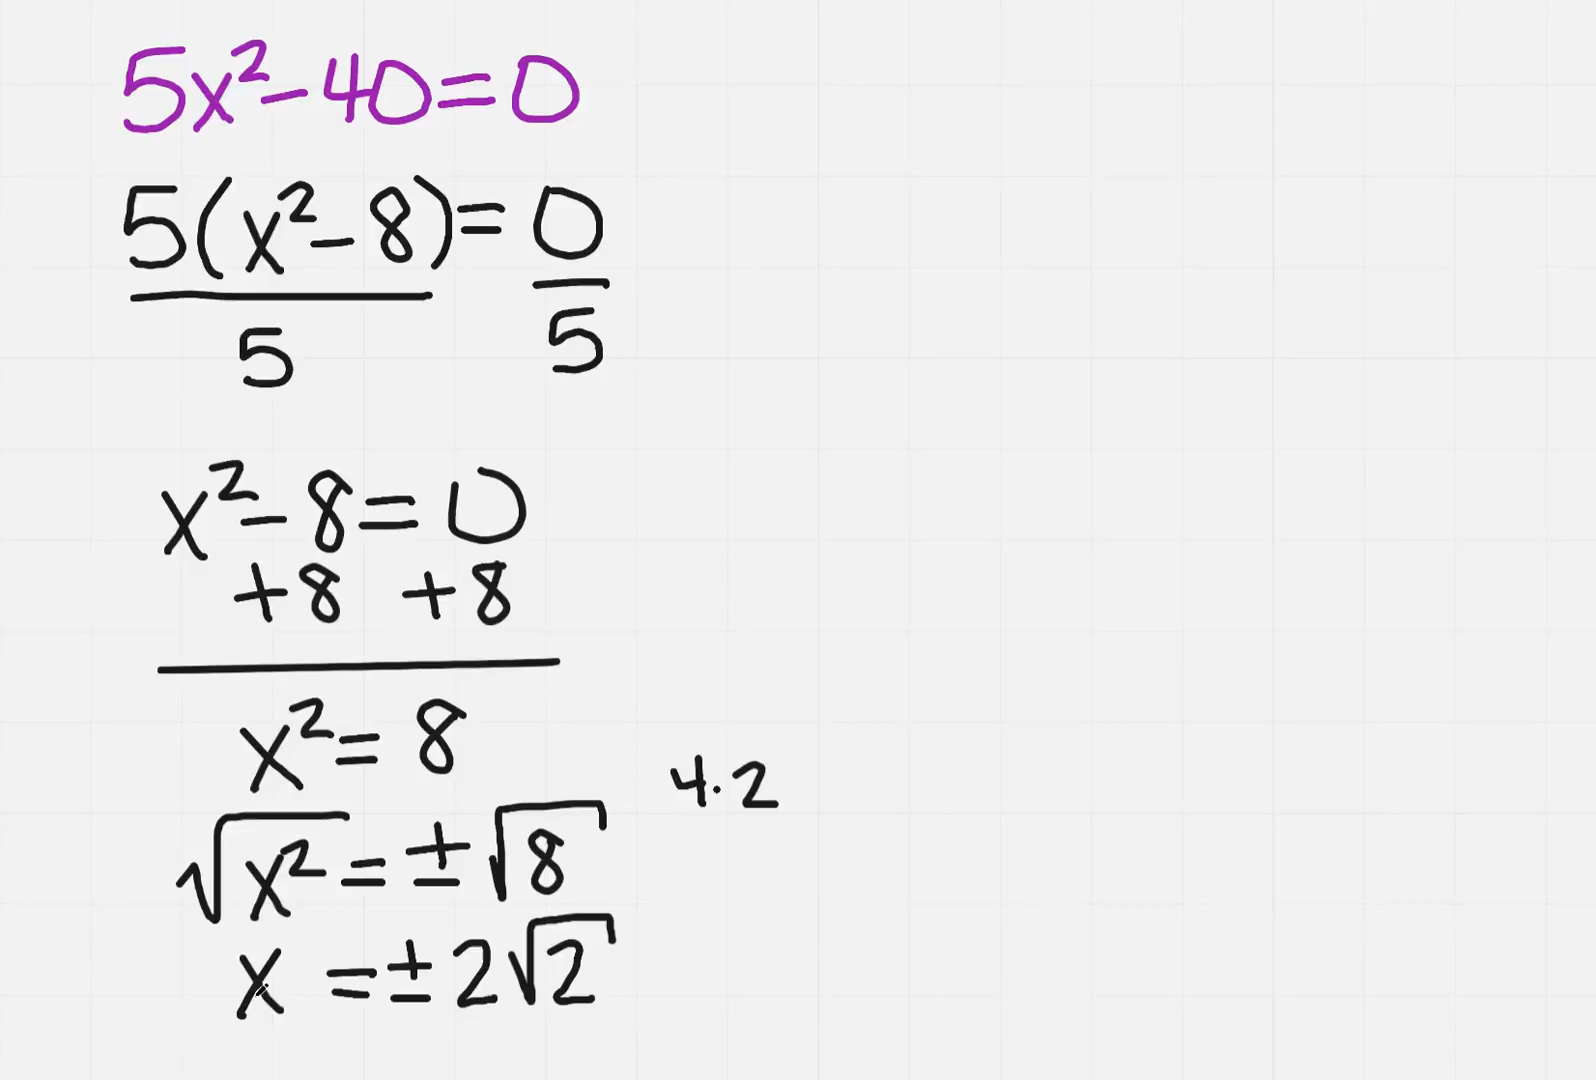 5x²-40=0
5(x²-8)=0
5 5
x²-8=0
+8 +8
x²=8
4·2
√x²=±√8
x=±2√2